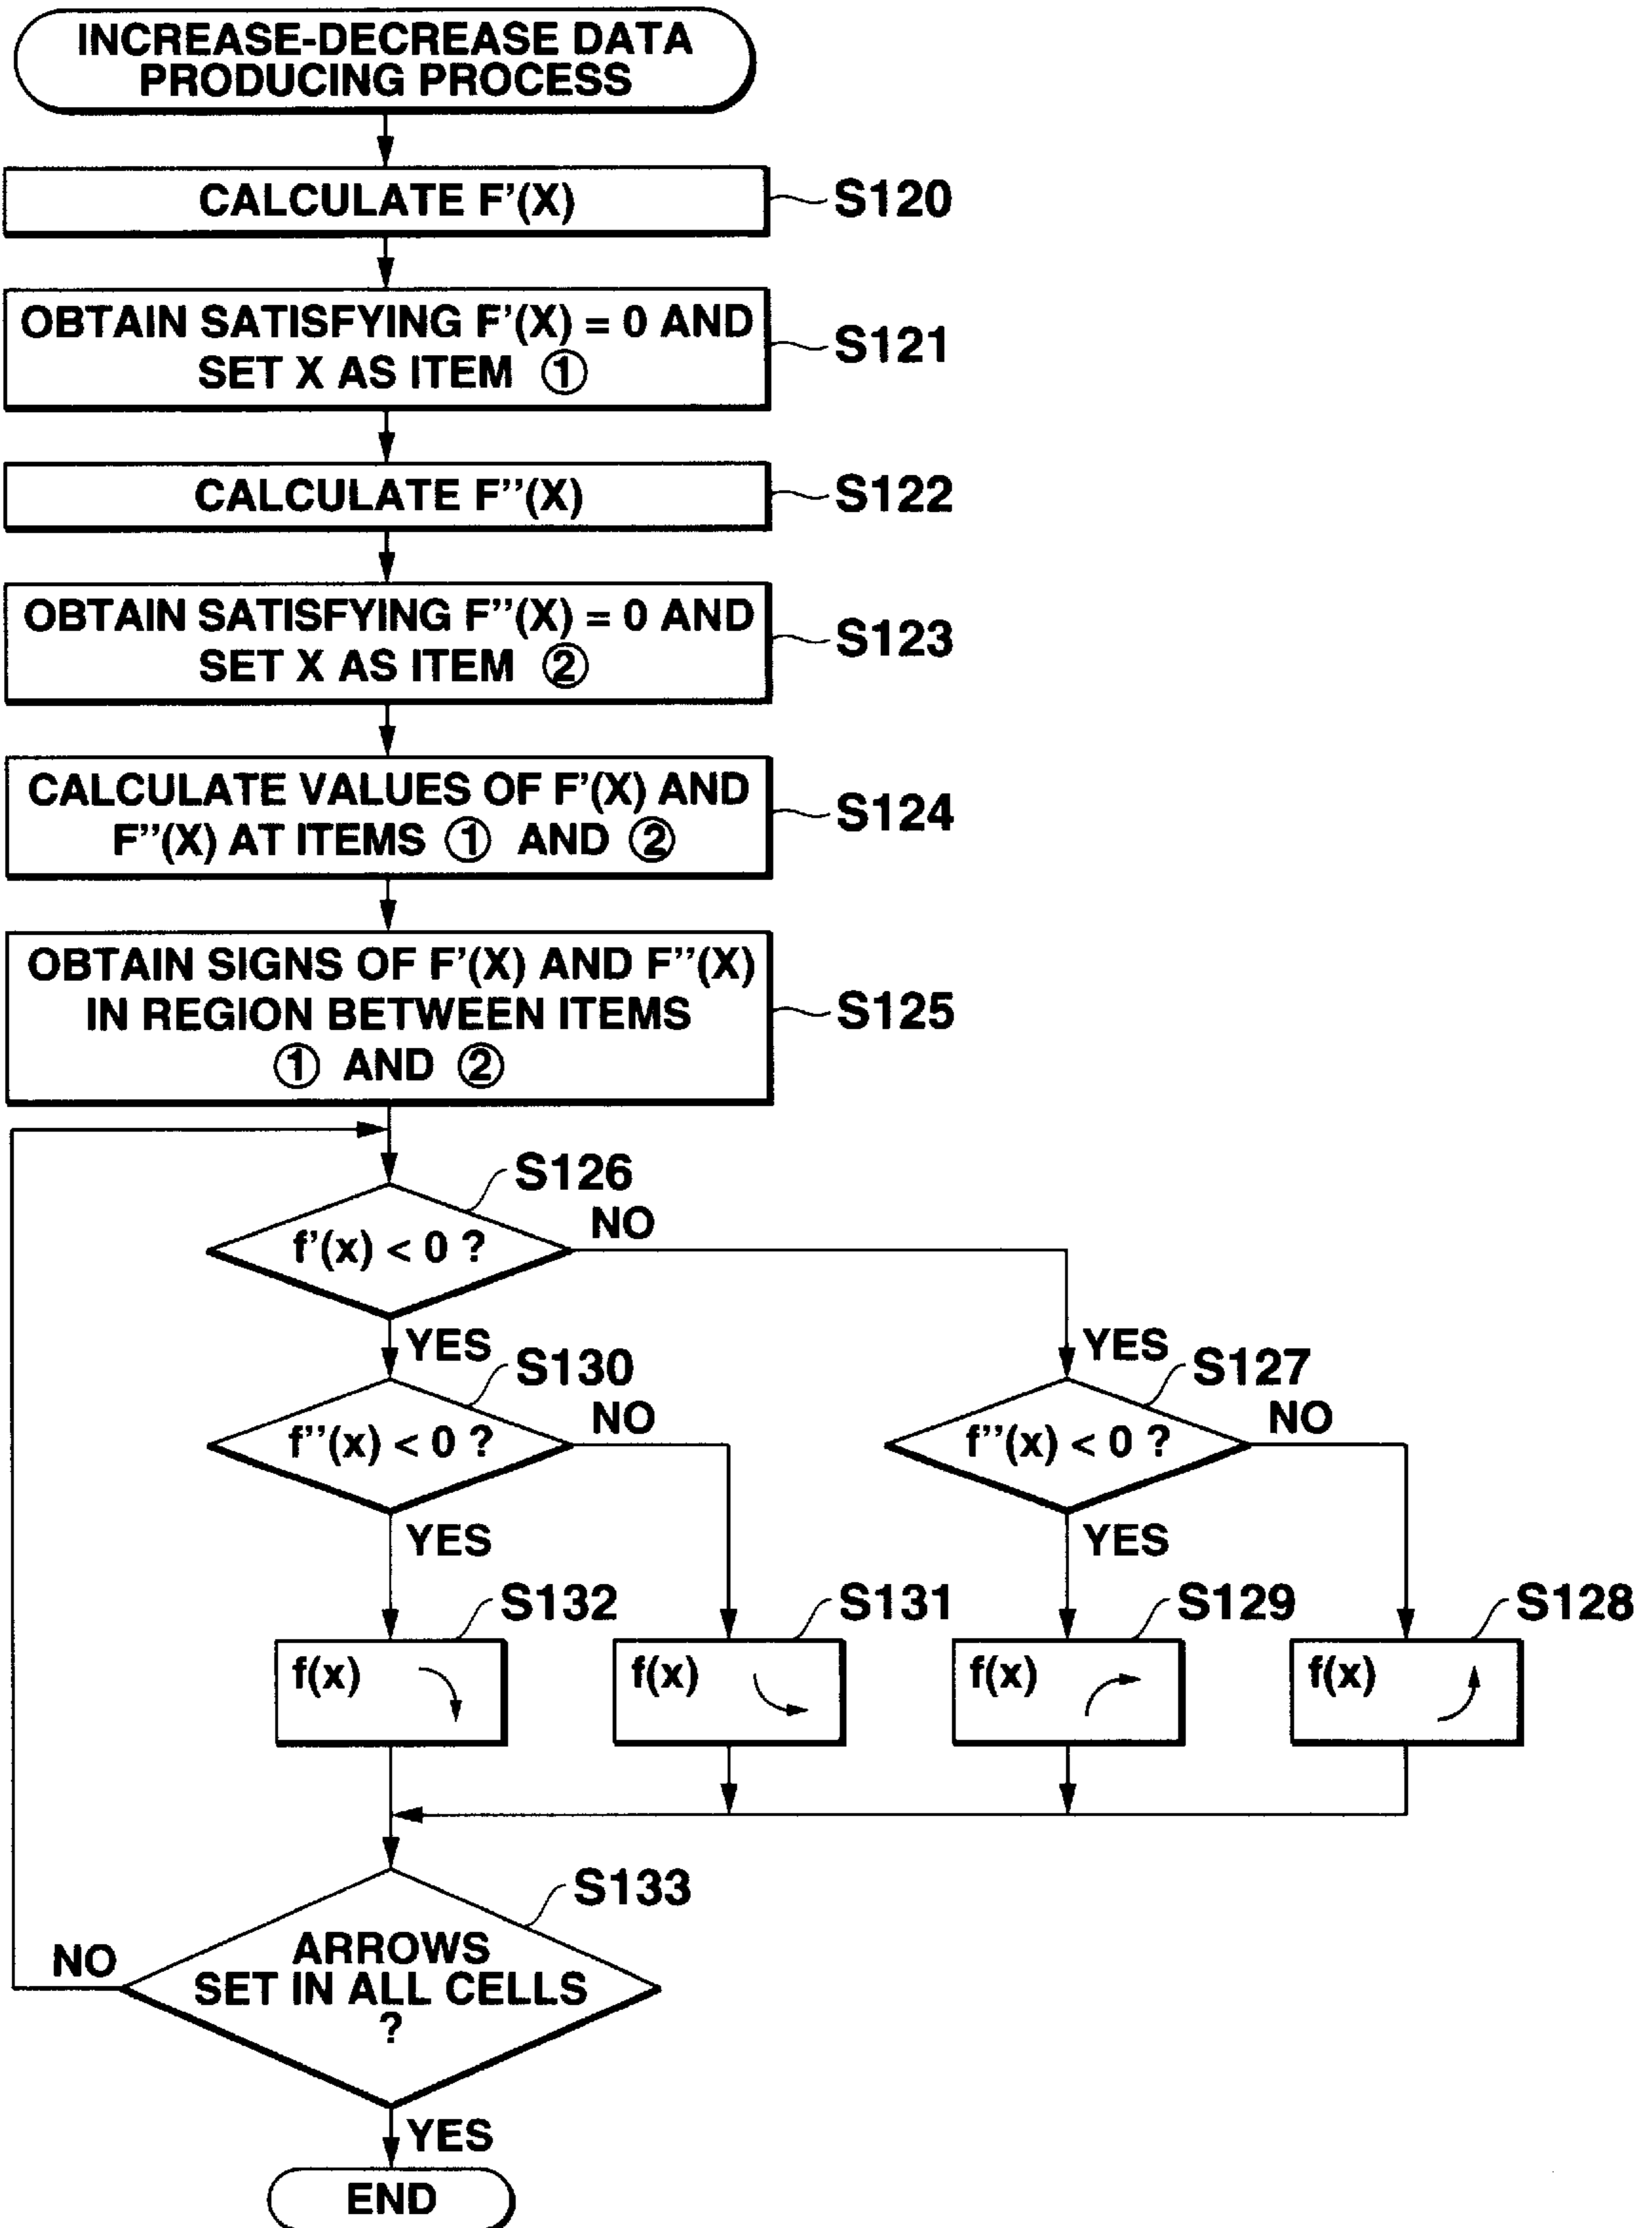 INCREASE-DECREASE DATA
PRODUCING PROCESS
CALCULATE F'(X)
S120
OBTAIN SATISFYING F'(X) = 0 AND
SET X AS ITEM ①
S121
CALCULATE F''(X)
S122
OBTAIN SATISFYING F''(X) = 0 AND
SET X AS ITEM ②
S123
CALCULATE VALUES OF F'(X) AND
F''(X) AT ITEMS ① AND ②
S124
OBTAIN SIGNS OF F'(X) AND F''(X)
IN REGION BETWEEN ITEMS
① AND ②
S125
S126
f'(x) < 0 ?
NO
YES
YES
S130
f''(x) < 0 ?
NO
YES
S127
f''(x) < 0 ?
NO
YES
S132
f(x)
S131
f(x)
S129
f(x)
S128
f(x)
S133
ARROWS
SET IN ALL CELLS
?
NO
YES
END